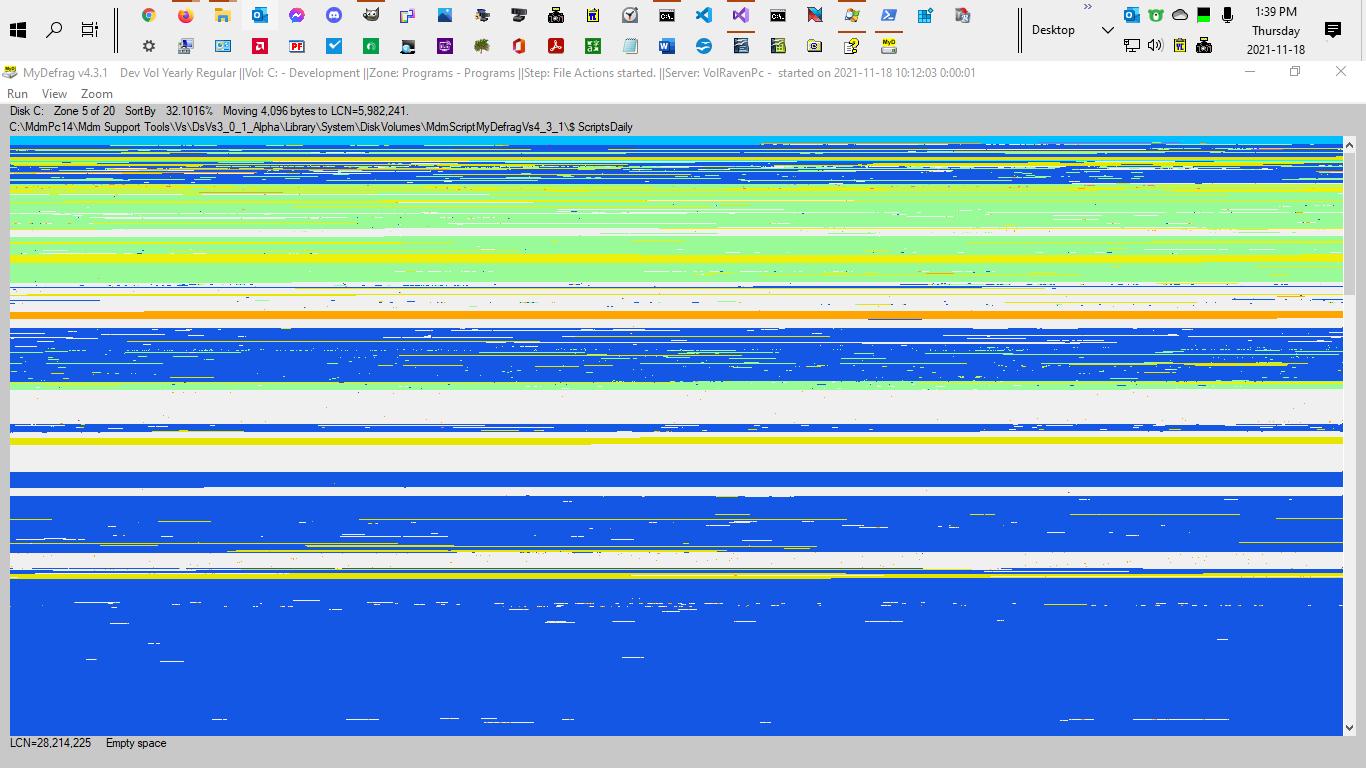 1:39 PM
Desktop
Thursday
2021-11-18
MyDefrag v4.3.1 Dev Vol Yearly Regular ||Vol: C: - Development ||Zone: Programs - Programs ||Step: File Actions started. ||Server: VolRavenPc - started on 2021-11-18 10:12:03 0:00:01
Run View Zoom
Disk C: Zone 5 of 20 SortBy 32.1016% Moving 4,096 bytes to LCN=5,982,241.
C:\MdmPc14\Mdm Support Tools\Vs\DsVs3_0_1_Alpha\Library\System\DiskVolumes\MdmScriptMyDefragVs4_3_1\$ ScriptsDaily
LCN=28,214,225 Empty space